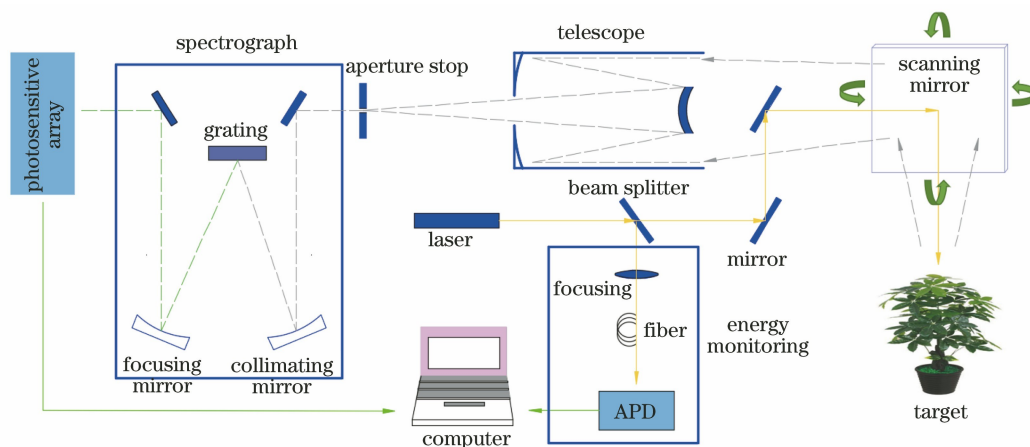 spectrograph
telescope
aperture stop
scanning
mirror
photosensitive
array
grating
beam splitter
laser
mirror
focusing
fiber
energy
monitoring
focusing
mirror
collimating
mirror
APD
computer
target